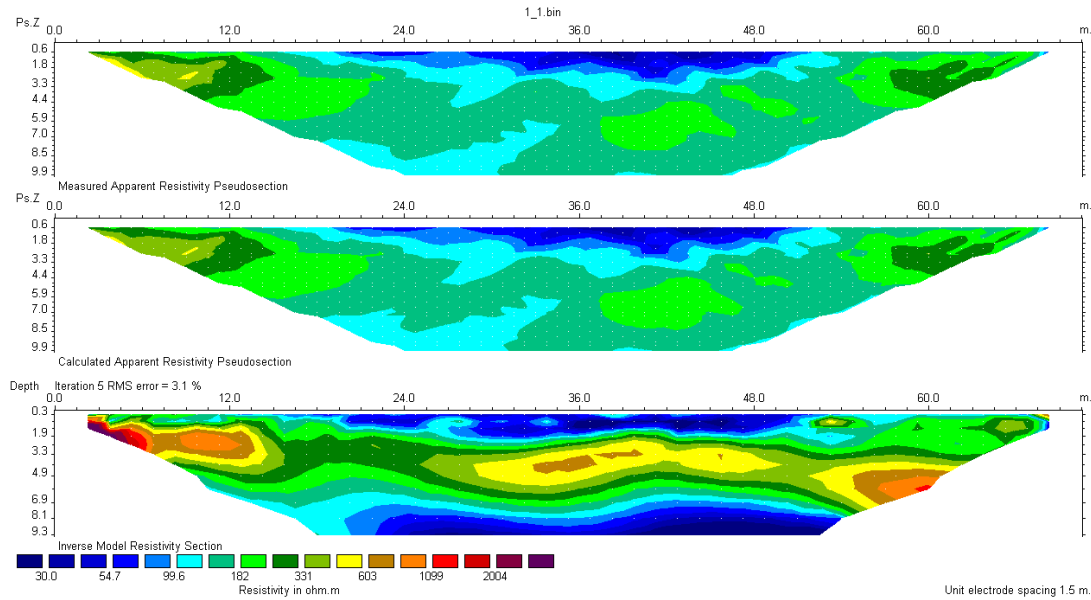 1_1.bin
Ps.Z 0.0 12.0 24.0 36.0 48.0 60.0 m.
0.6
1.8
3.3
4.4
5.9
7.0
8.5
9.9
Measured Apparent Resistivity Pseudosection
Ps.Z 0.0 12.0 24.0 36.0 48.0 60.0 m.
0.6
1.8
3.3
4.4
5.9
7.0
8.5
9.9
Calculated Apparent Resistivity Pseudosection
Depth Iteration 5 RMS error = 3.1 %
0.0 12.0 24.0 36.0 48.0 60.0 m.
0.3
1.9
3.3
4.9
6.9
8.1
9.3
Inverse Model Resistivity Section
30.0 54.7 99.6 182 331 603 1099 2004
Resistivity in ohm.m Unit electrode spacing 1.5 m.